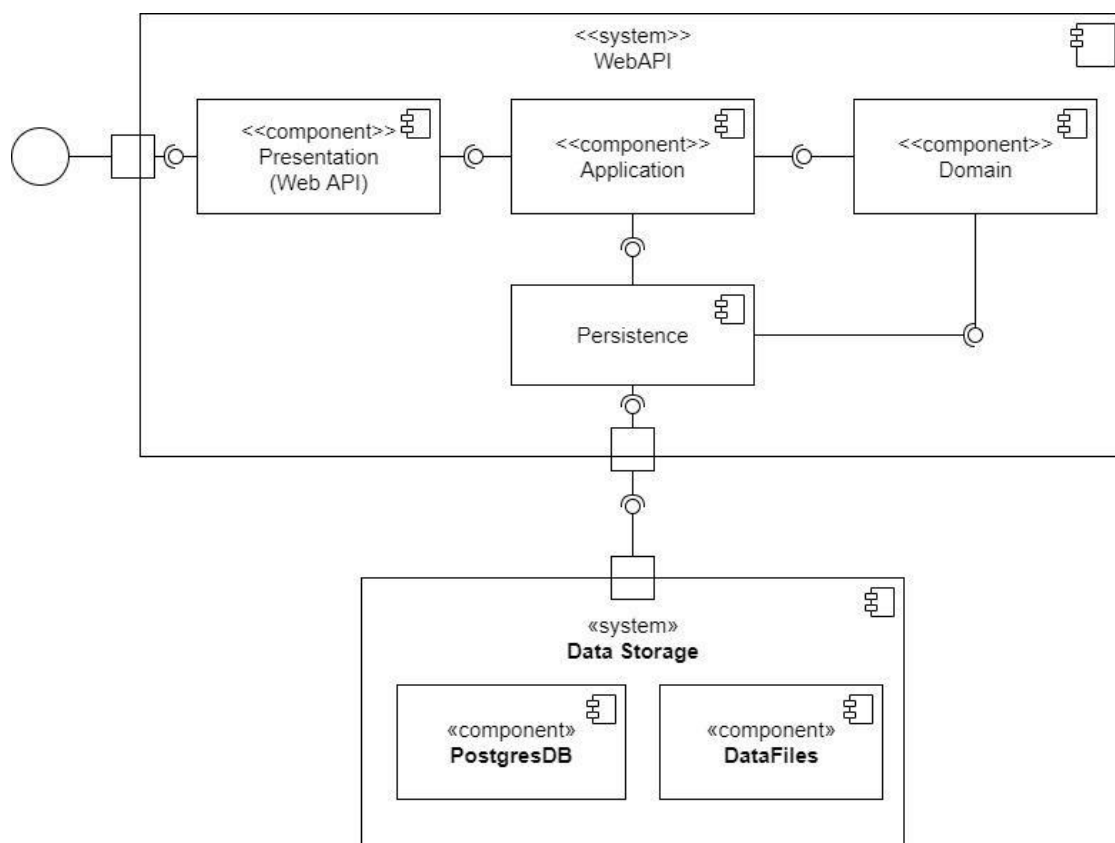 <<system>>
WebAPI
<<component>>
Presentation
(Web API)
<<component>>
Application
<<component>>
Domain
Persistence
«system»
Data Storage
«component»
PostgresDB
«component»
DataFiles